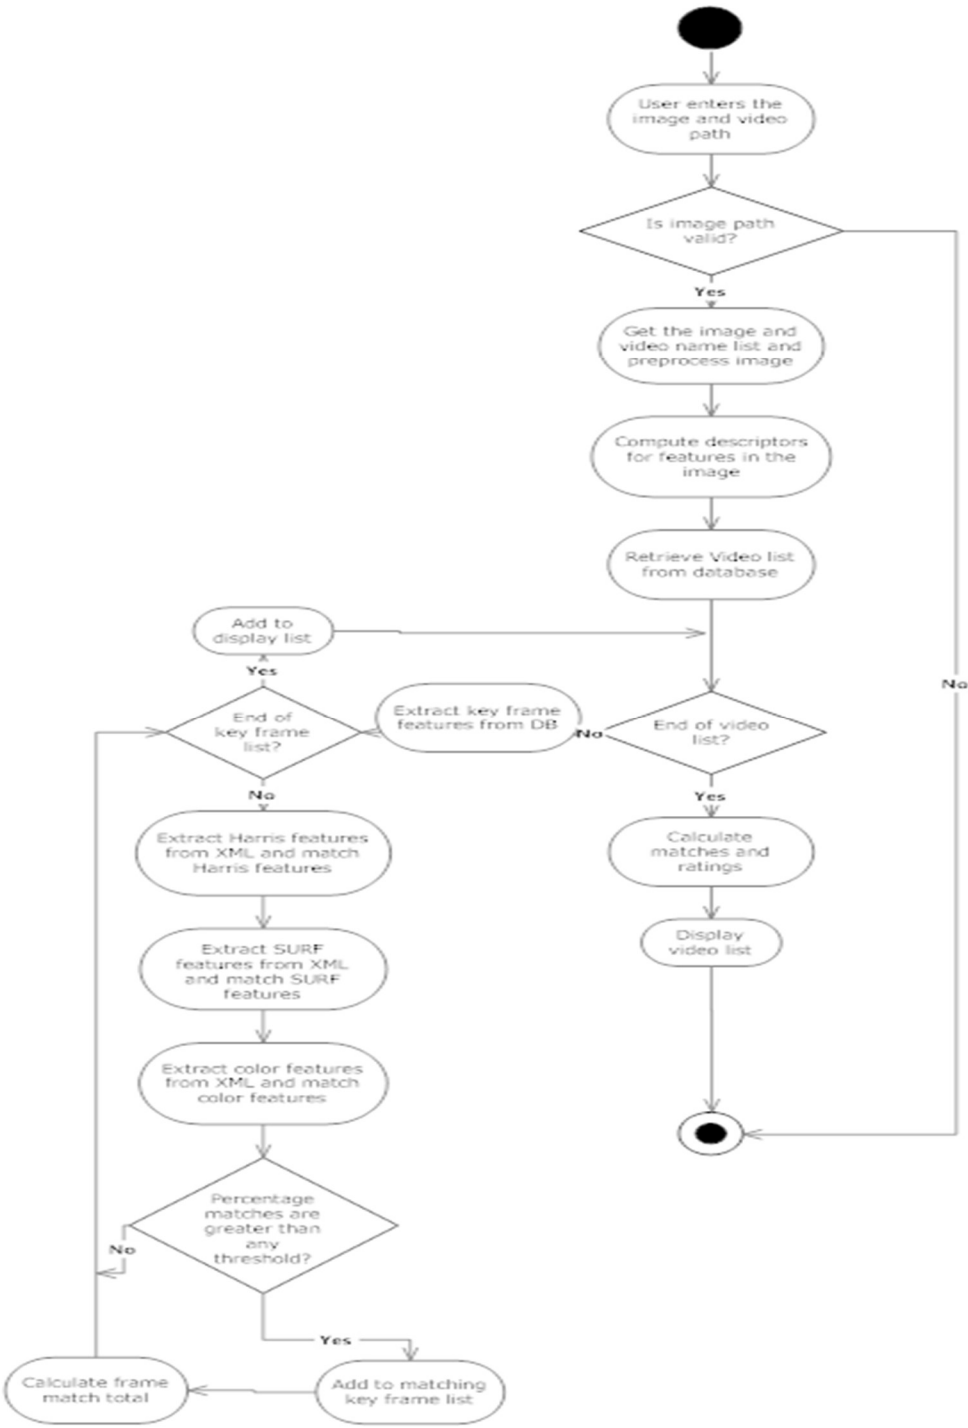 User enters the
image and video
path
Is image path
valid?
Yes
Get the image and
video name list and
preprocess image
Compute descriptors
for features in the
image
Retrieve Video list
from database
Add to
display list
Yes
No
End of
key frame
list?
Extract key frame
features from DB
No
End of video
list?
No
Yes
Extract Harris features
from XML and match
Harris features
Calculate
matches and
ratings
Extract SURF
features from XML
and match SURF
features
Display
video list
Extract color features
from XML and match
color features
Percentage
matches are
greater than
any
threshold?
No
Yes
Calculate frame
match total
Add to matching
key frame list